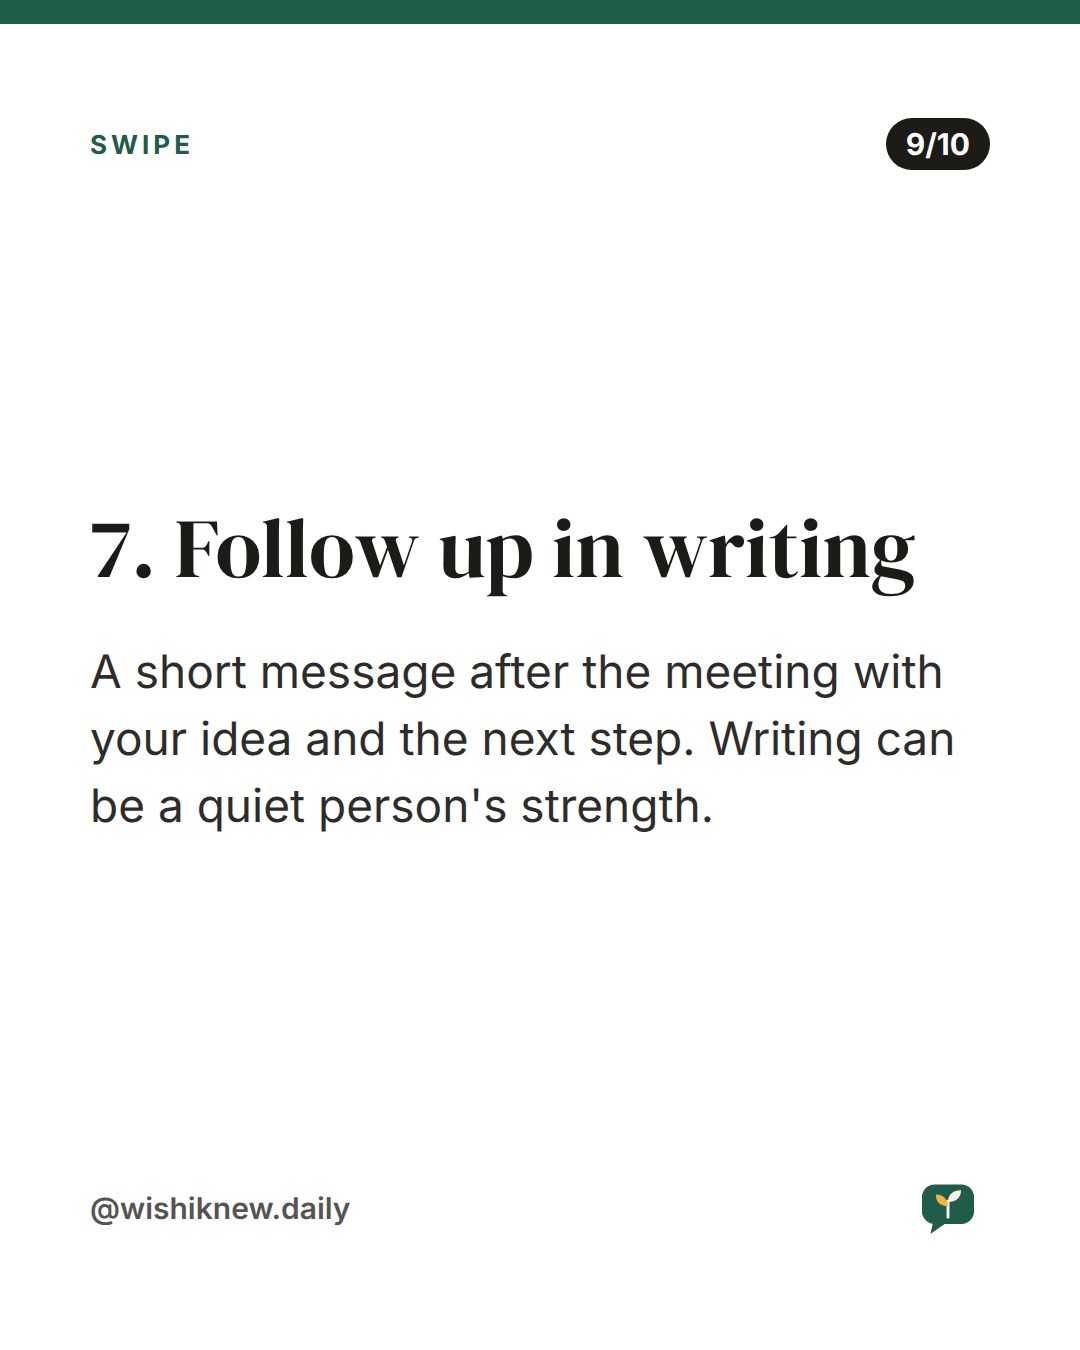 SWIPE
9/10
7. Follow up in writing
A short message after the meeting with
your idea and the next step. Writing can
be a quiet person's strength.
@wishiknew.daily